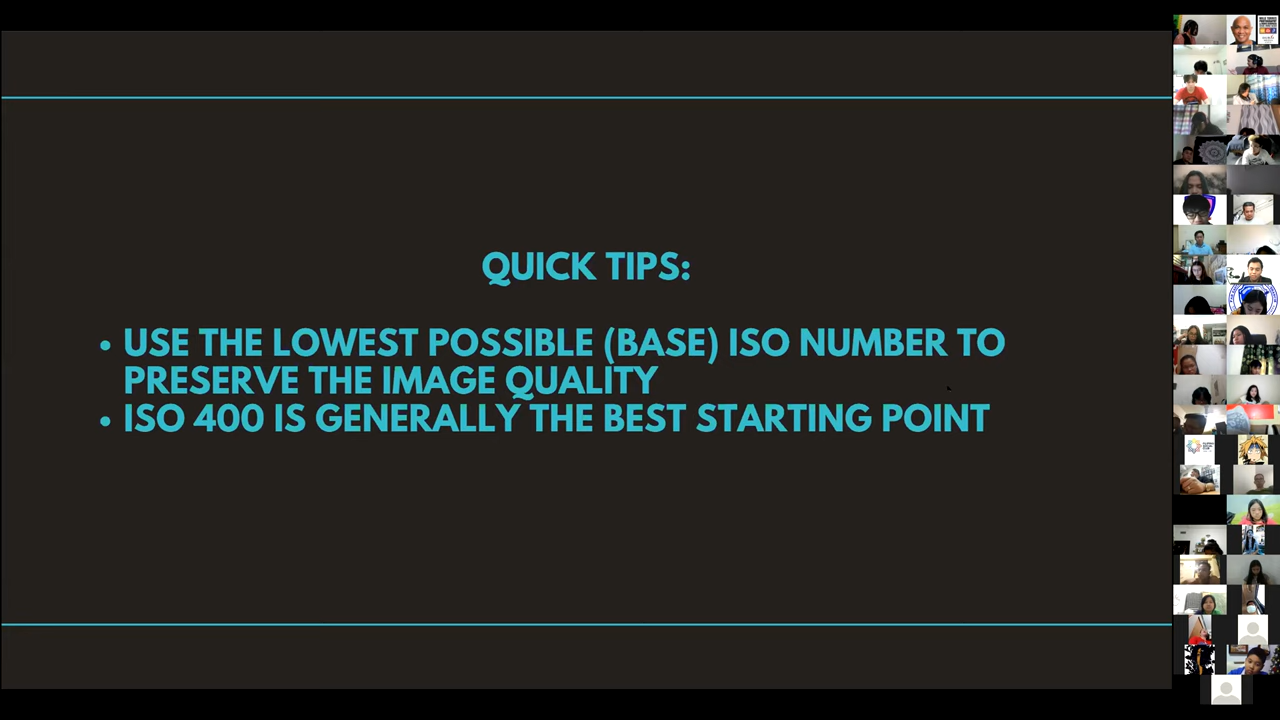 QUICK TIPS:
• USE THE LOWEST POSSIBLE (BASE) ISO NUMBER TO
PRESERVE THE IMAGE QUALITY
• ISO 400 IS GENERALLY THE BEST STARTING POINT